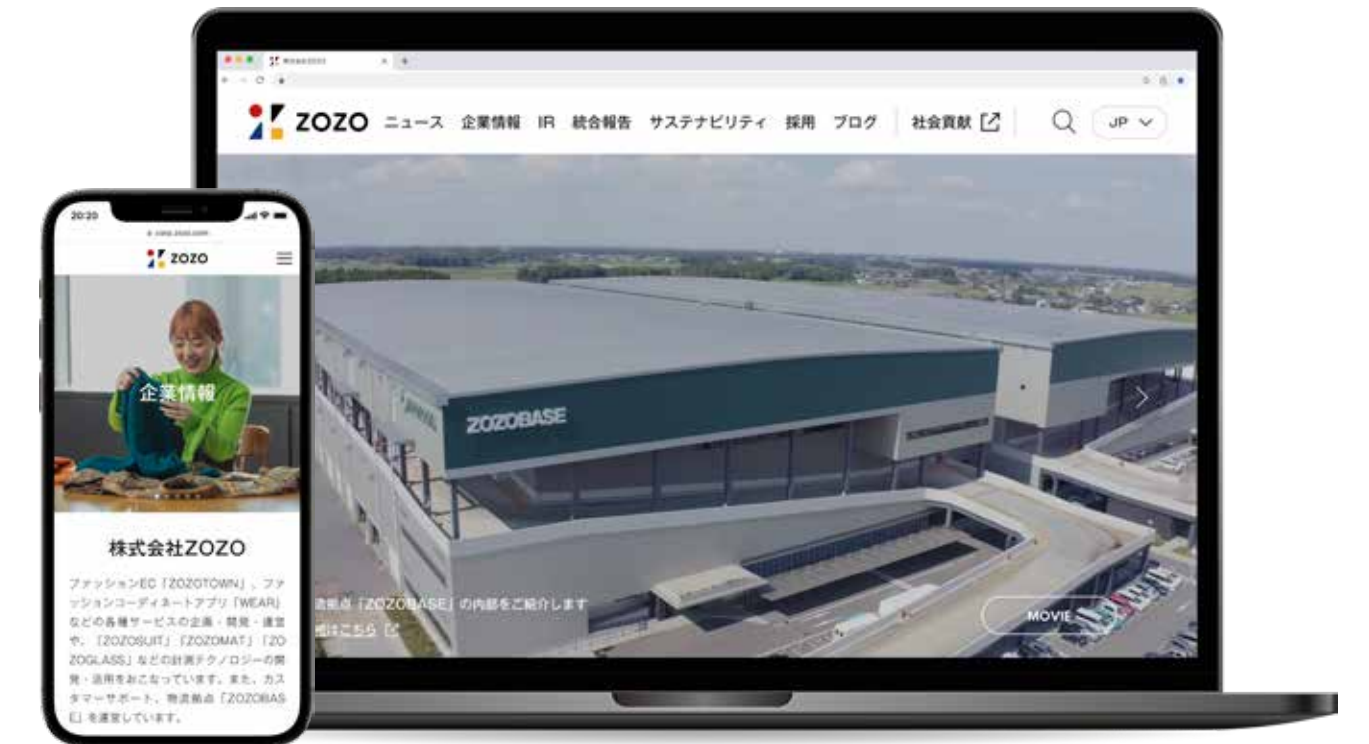 ZOZO ニュース 企業情報 IR 統合報告 サステナビリティ 採用 ブログ 社会貢献 JP
ZOZOBASE
流拠点「ZOZOBASE」の内部をご紹介します
はこちら
MOVIE
20:20
corp.zozo.com
ZOZO
企業情報
株式会社ZOZO
ファッションEC「ZOZOTOWN」、ファ
ッションコーディネートアプリ「WEAR」
などの各種サービスの企画・開発・運営
や、「ZOZOSUIT」「ZOZOMAT」「ZO
ZOGLASS」などの計測テクノロジーの開
発・活用をおこなっています。また、カス
タマーサポート、物流拠点「ZOZOBAS
E」を運営しています。